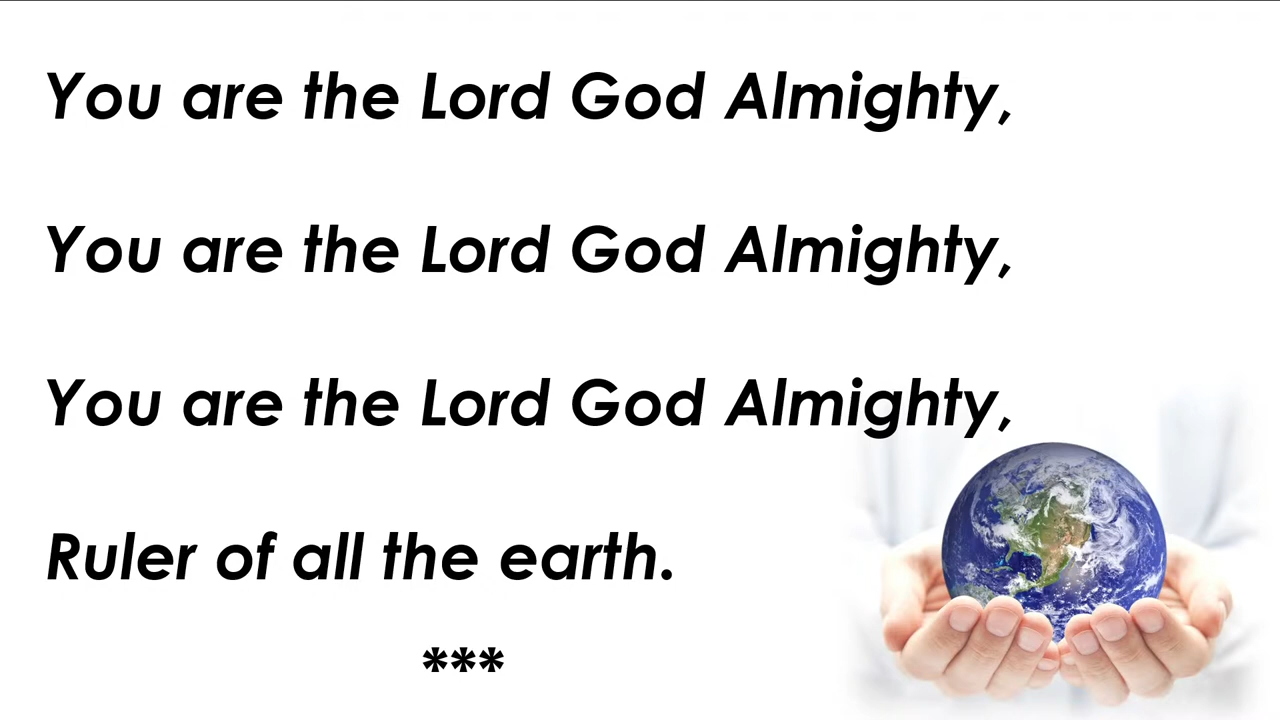 You are the Lord God Almighty,
You are the Lord God Almighty,
You are the Lord God Almighty,
Ruler of all the earth.
***